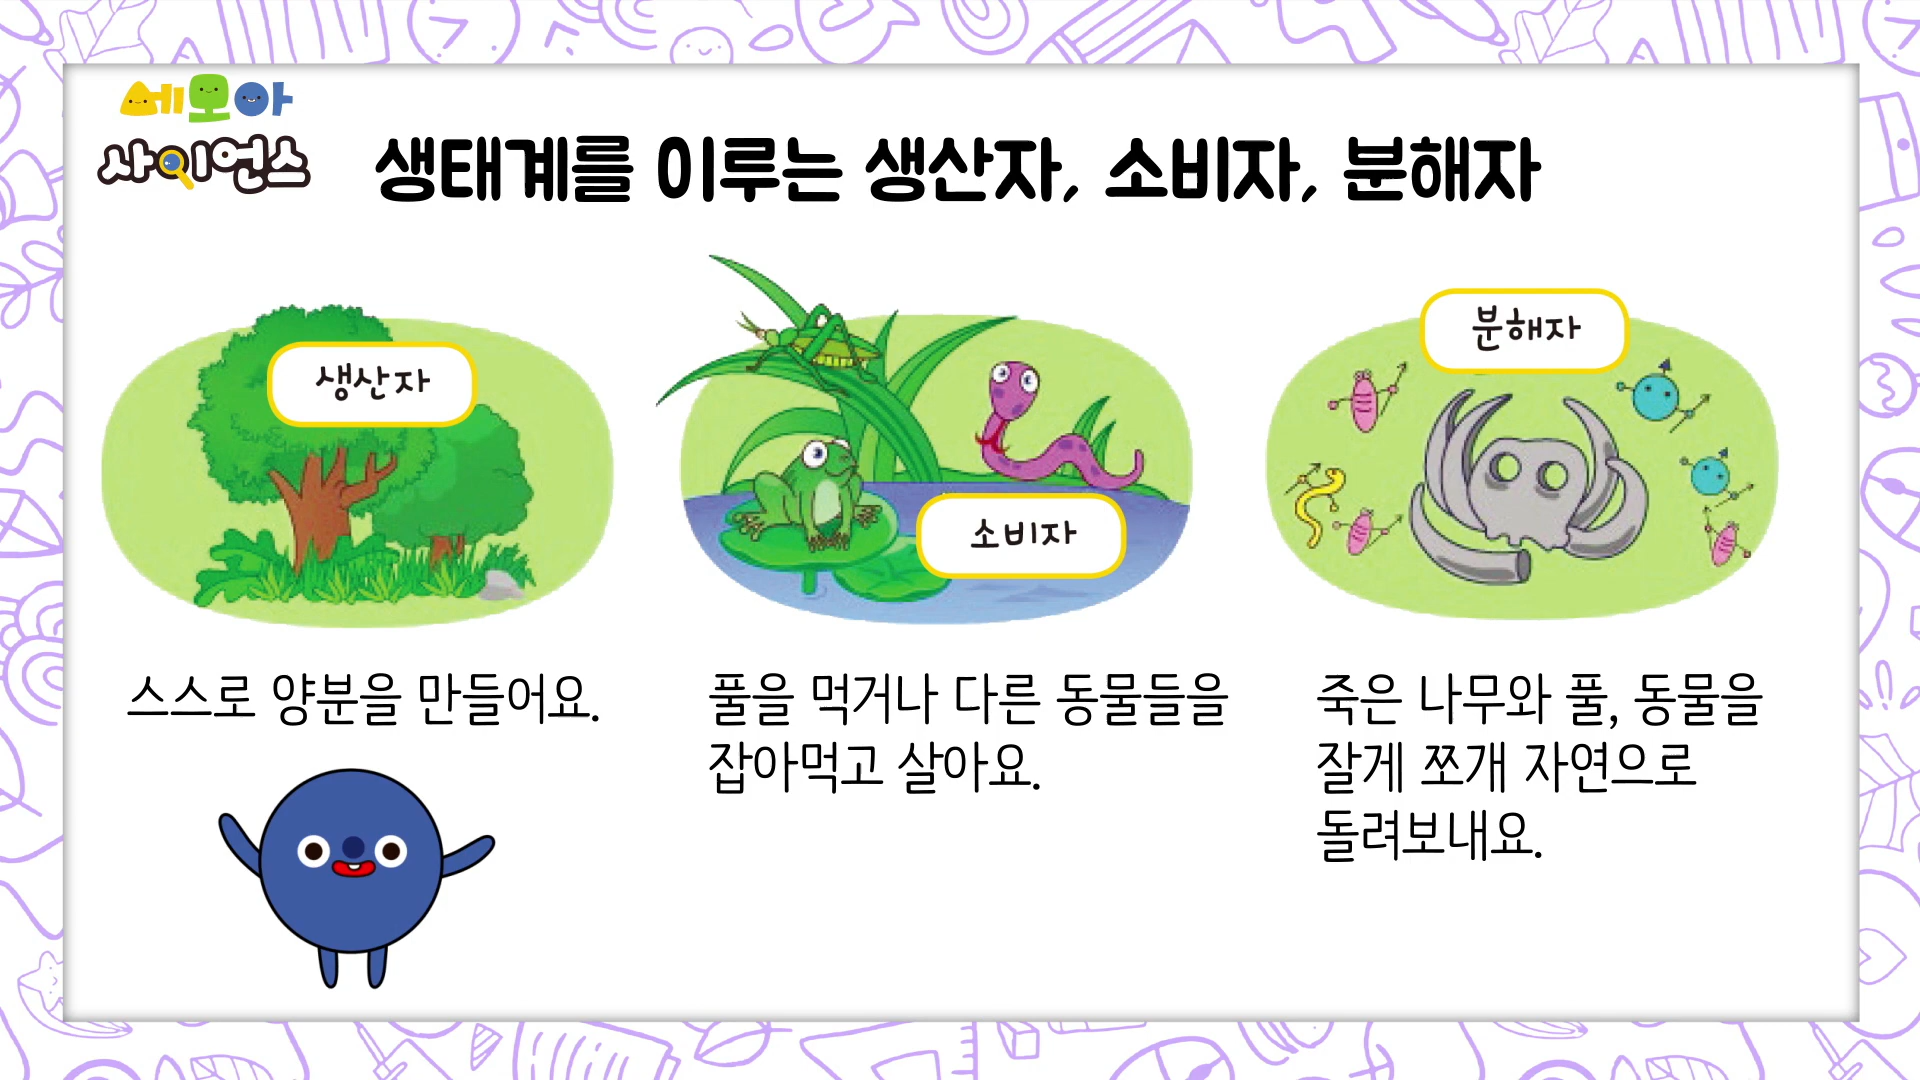 세모아
사이언스
생태계를 이루는 생산자, 소비자, 분해자
생산자
소비자
분해자
스스로 양분을 만들어요.
풀을 먹거나 다른 동물들을
잡아먹고 살아요.
죽은 나무와 풀, 동물을
잘게 쪼개 자연으로
돌려보내요.